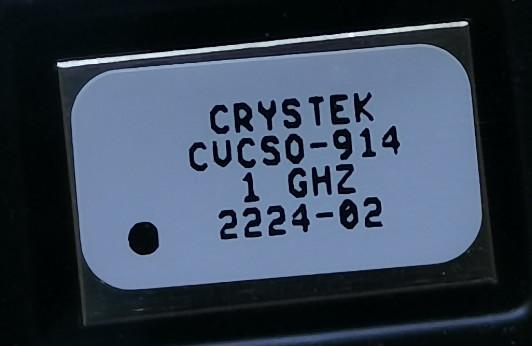 CRYSTEK
CVCSO-914
1 GHZ
2224-02